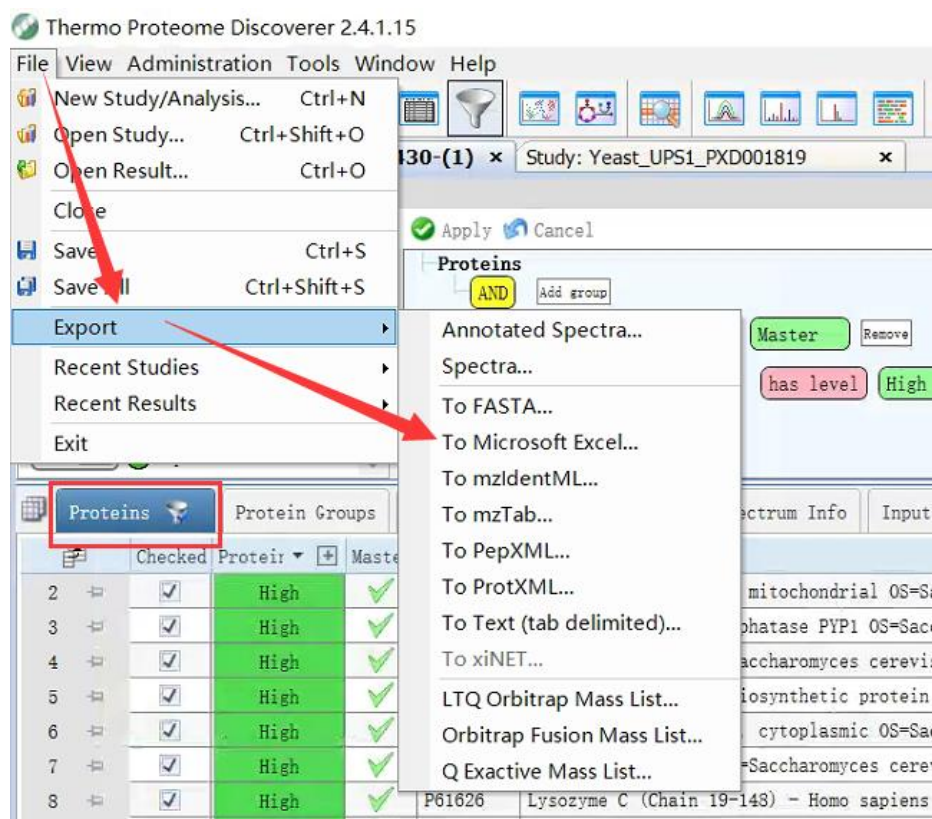 Thermo Proteome Discoverer 2.4.1.15
File View Administration Tools Window Help
New Study/Analysis... Ctrl+N
Open Study... Ctrl+Shift+O
Open Result... Ctrl+O
Close
Save Ctrl+S
Save All Ctrl+Shift+S
Export
Recent Studies
Recent Results
Exit
430-(1) × Study: Yeast_UPS1_PXD001819 ×
Apply Cancel
Proteins
AND Add group
Master Remove
has level High
Annotated Spectra...
Spectra...
To FASTA...
To Microsoft Excel...
To mzIdentML...
To mzTab...
To PepXML...
To ProtXML...
To Text (tab delimited)...
To xiNET...
LTQ Orbitrap Mass List...
Orbitrap Fusion Mass List...
Q Exactive Mass List...
Proteins Protein Groups ectrum Info Input
Checked Protein Maste
2 High mitochondrial OS=Sa
3 High phatase PYP1 OS=Sacc
4 High accharomyces cerevis
5 High iosynthetic protein
6 High , cytoplasmic OS=Sac
7 High =Saccharomyces cerev
8 High P61626 Lysozyme C (Chain 19-148) - Homo sapiens